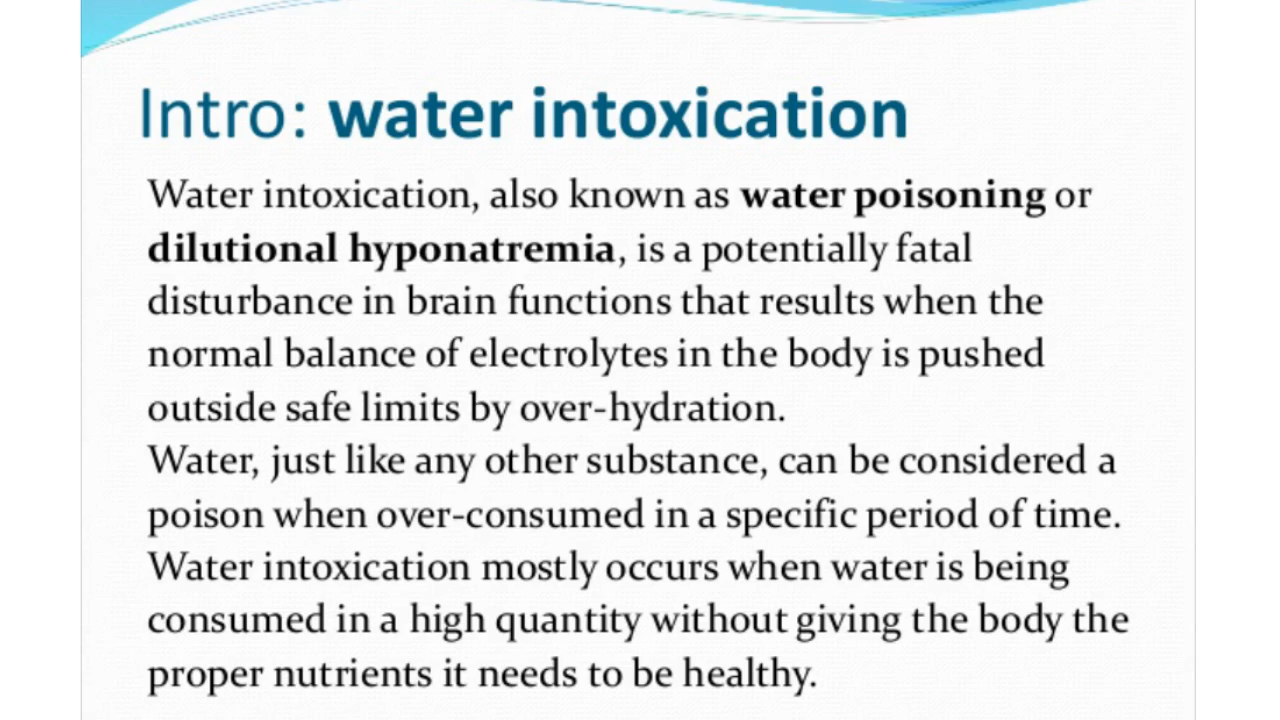 Intro: water intoxication
Water intoxication, also known as water poisoning or
dilutional hyponatremia, is a potentially fatal
disturbance in brain functions that results when the
normal balance of electrolytes in the body is pushed
outside safe limits by over-hydration.
Water, just like any other substance, can be considered a
poison when over-consumed in a specific period of time.
Water intoxication mostly occurs when water is being
consumed in a high quantity without giving the body the
proper nutrients it needs to be healthy.